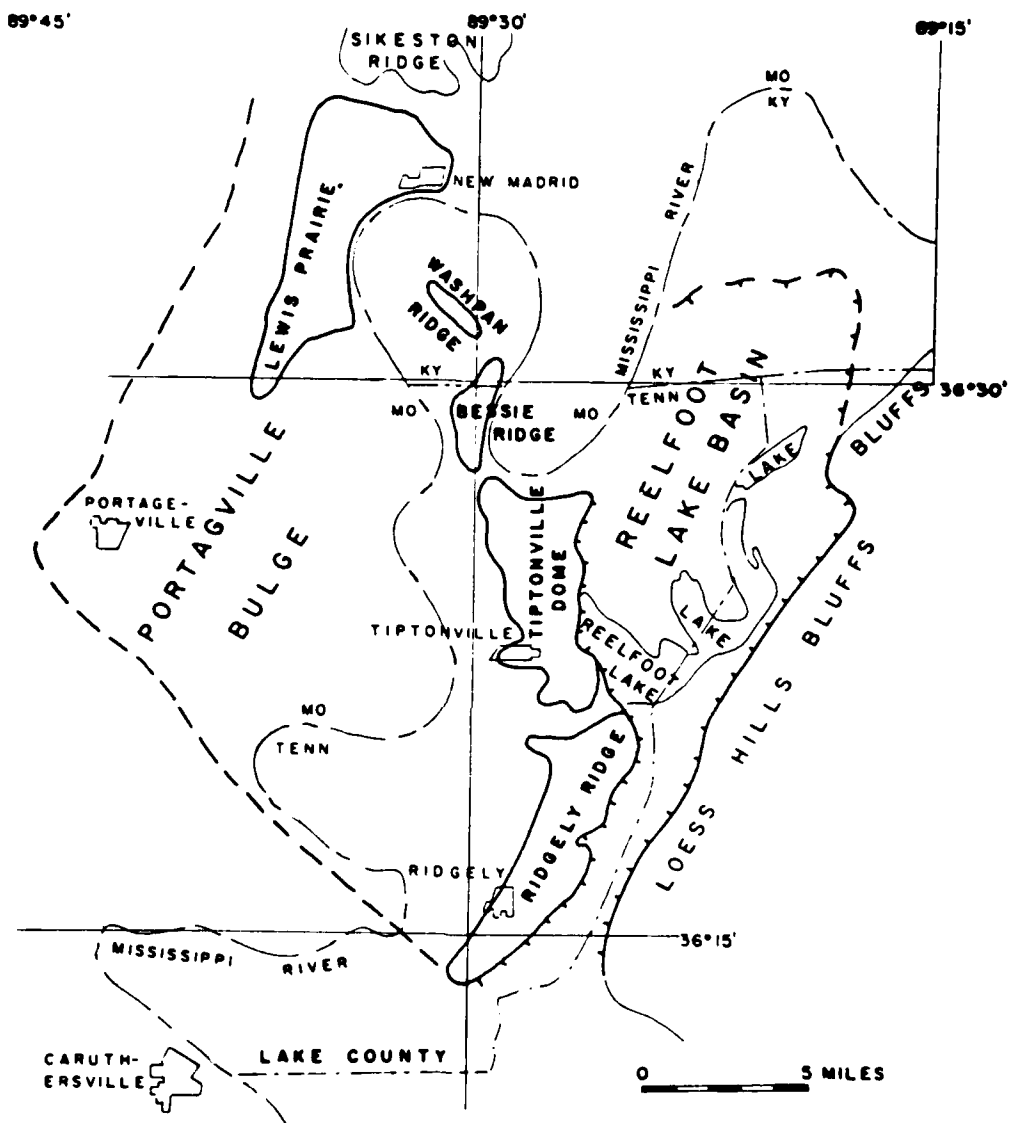 89°45'
89°30'
89°15'
SIKESTON
RIDGE
MO
KY
NEW MADRID
LEWIS PRAIRIE
MISSISSIPPI RIVER
WASHPAN
RIDGE
KY
MO
BESSIE
RIDGE
MO
KY
TENN
36°30'
REELFOOT
LAKE BASIN
BLUFFS
LAKE
PORTAGE-
VILLE
PORTAGVILLE
BULGE
TIPTONVILLE
DOME
TIPTONVILLE
REELFOOT
LAKE
LAKE
LOESS HILLS BLUFFS
MO
TENN
RIDGELY RIDGE
RIDGELY
36°15'
MISSISSIPPI RIVER
CARUTH-
ERSVILLE
LAKE COUNTY
0 5 MILES